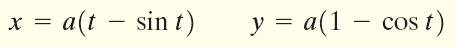 x = a(t − sin t) y = a(1 − cos t)